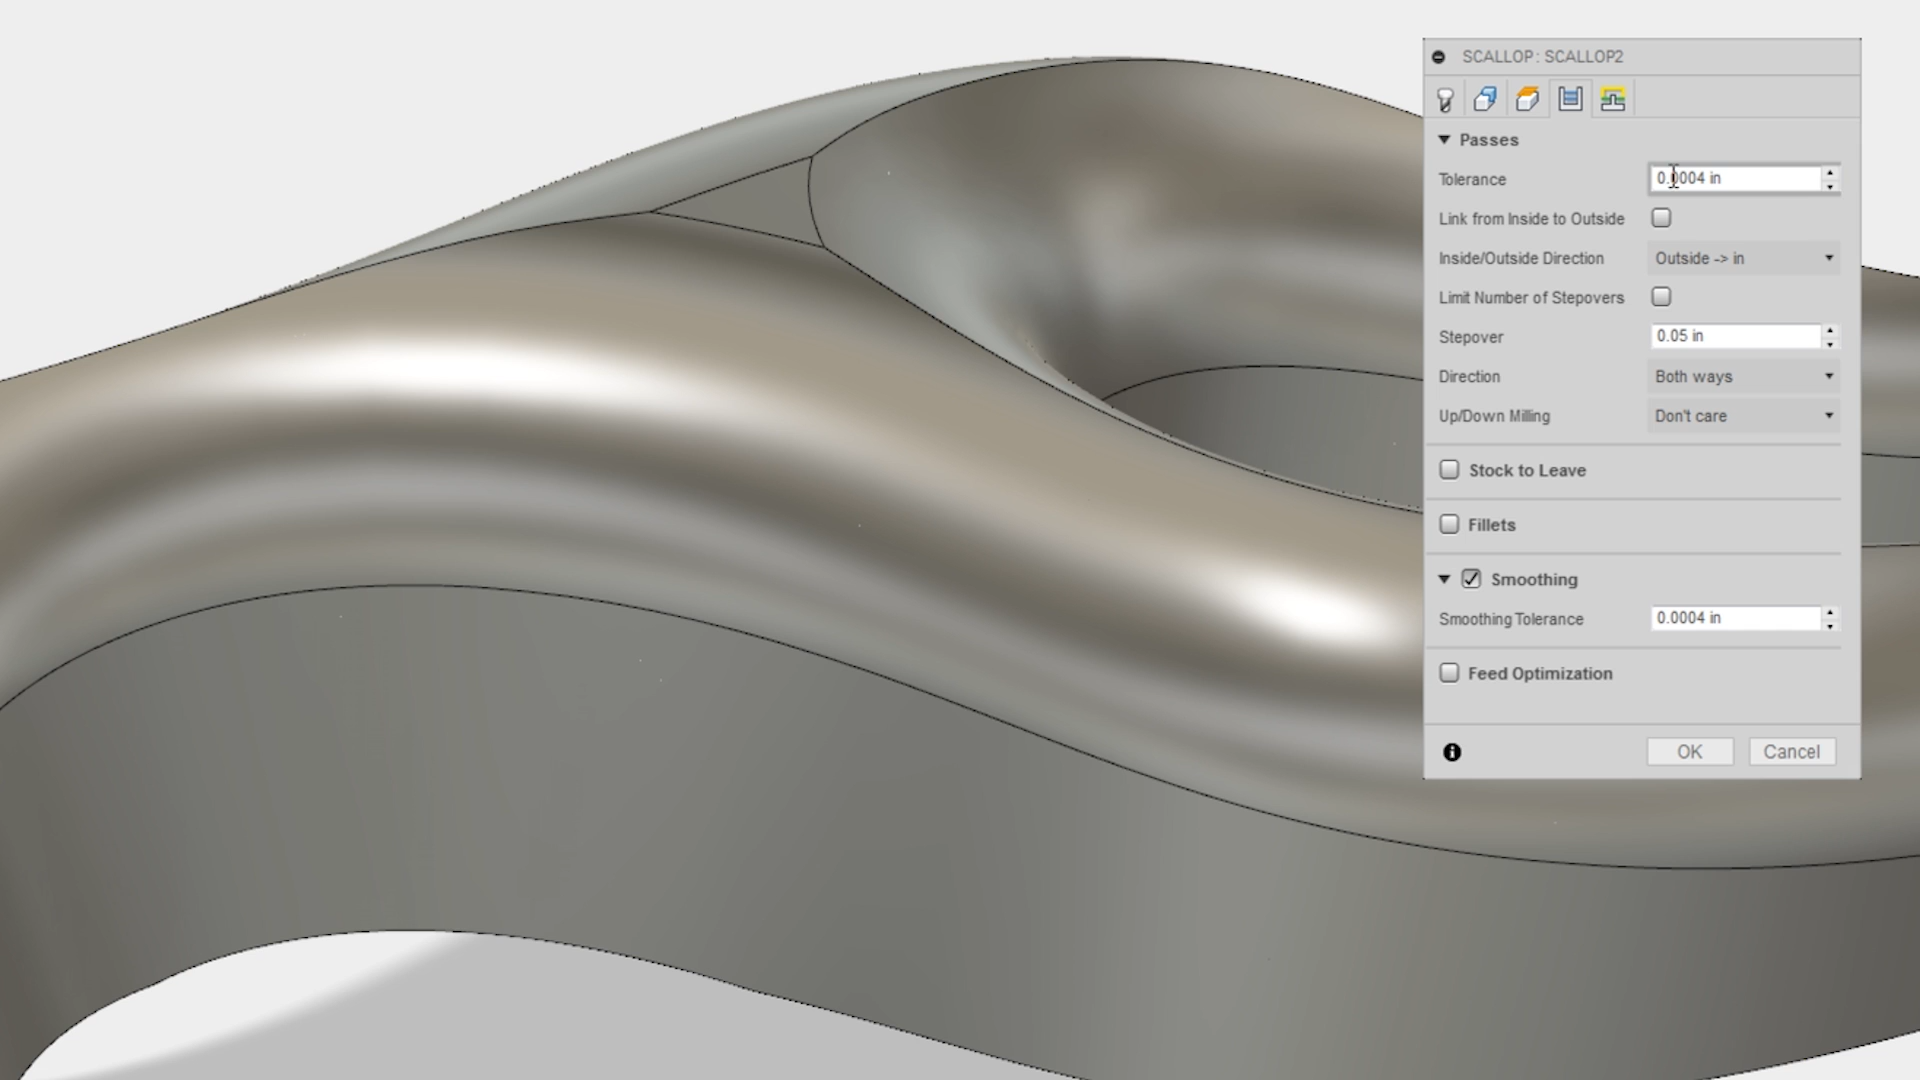 SCALLOP : SCALLOP2
Passes
Tolerance 0.0004 in
Link from Inside to Outside
Inside/Outside Direction Outside -> in
Limit Number of Stepovers
Stepover 0.05 in
Direction Both ways
Up/Down Milling Don't care
Stock to Leave
Fillets
Smoothing
Smoothing Tolerance 0.0004 in
Feed Optimization
OK Cancel